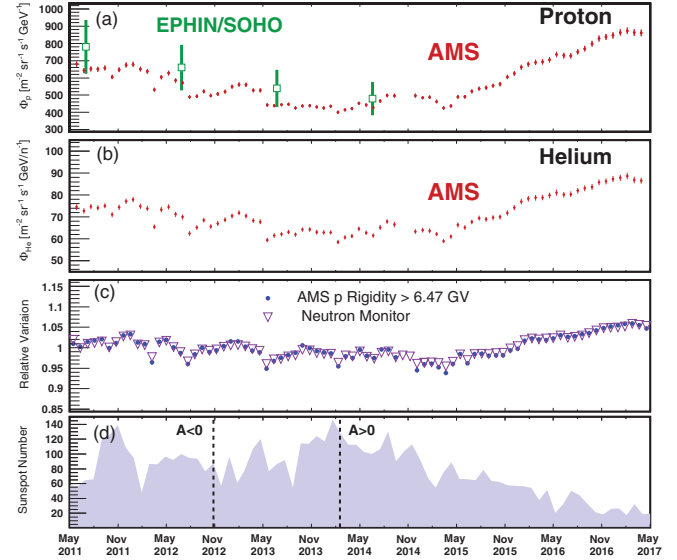 (a)
EPHIN/SOHO
Proton
AMS
Φp [m-2 sr-1 s-1 GeV-1]
1000
900
800
700
600
500
400
300
(b)
Helium
AMS
ΦHe [m-2 sr-1 s-1 GeV/n-1]
100
90
80
70
60
50
(c)
AMS p Rigidity > 6.47 GV
Neutron Monitor
Relative Variaion
1.15
1.1
1.05
1
0.95
0.9
0.85
(d)
A<0
A>0
Sunspot Number
140
120
100
80
60
40
20
May Nov May Nov May Nov May Nov May Nov May Nov May
2011 2011 2012 2012 2013 2013 2014 2014 2015 2015 2016 2016 2017